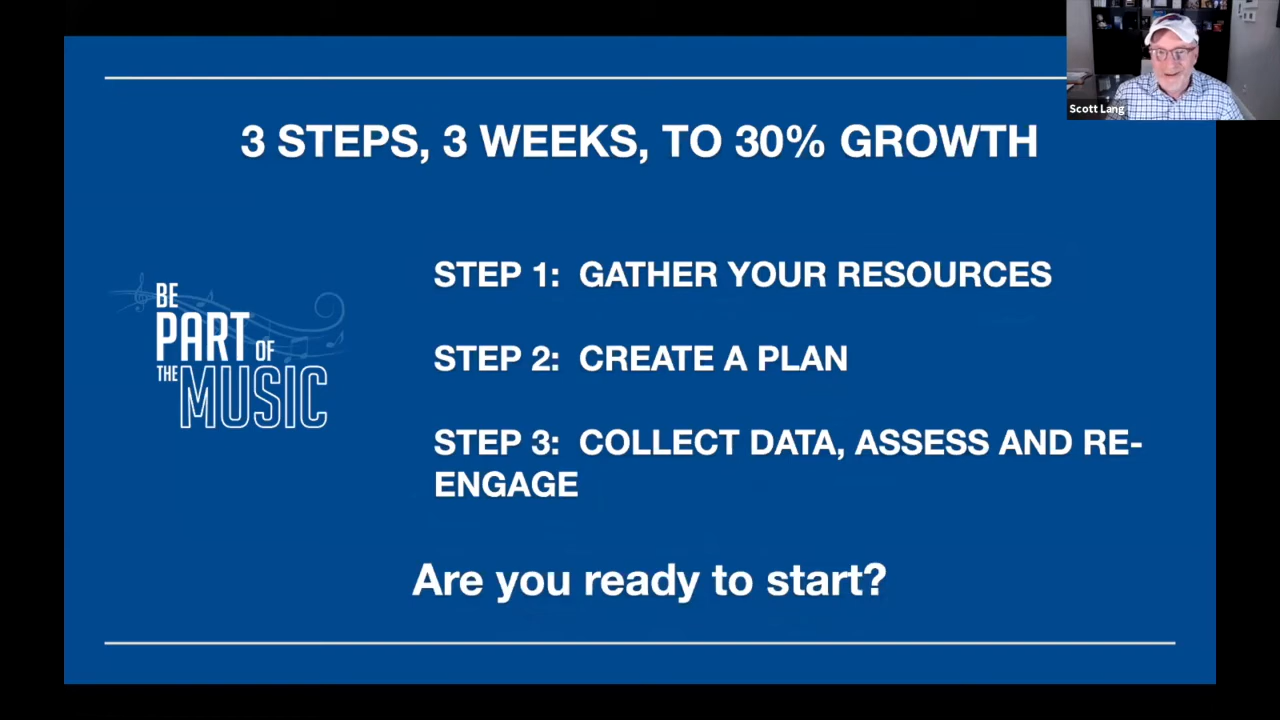 Scott Lang
3 STEPS, 3 WEEKS, TO 30% GROWTH
BE
PART OF
THE MUSIC
STEP 1: GATHER YOUR RESOURCES
STEP 2: CREATE A PLAN
STEP 3: COLLECT DATA, ASSESS AND RE-
ENGAGE
Are you ready to start?